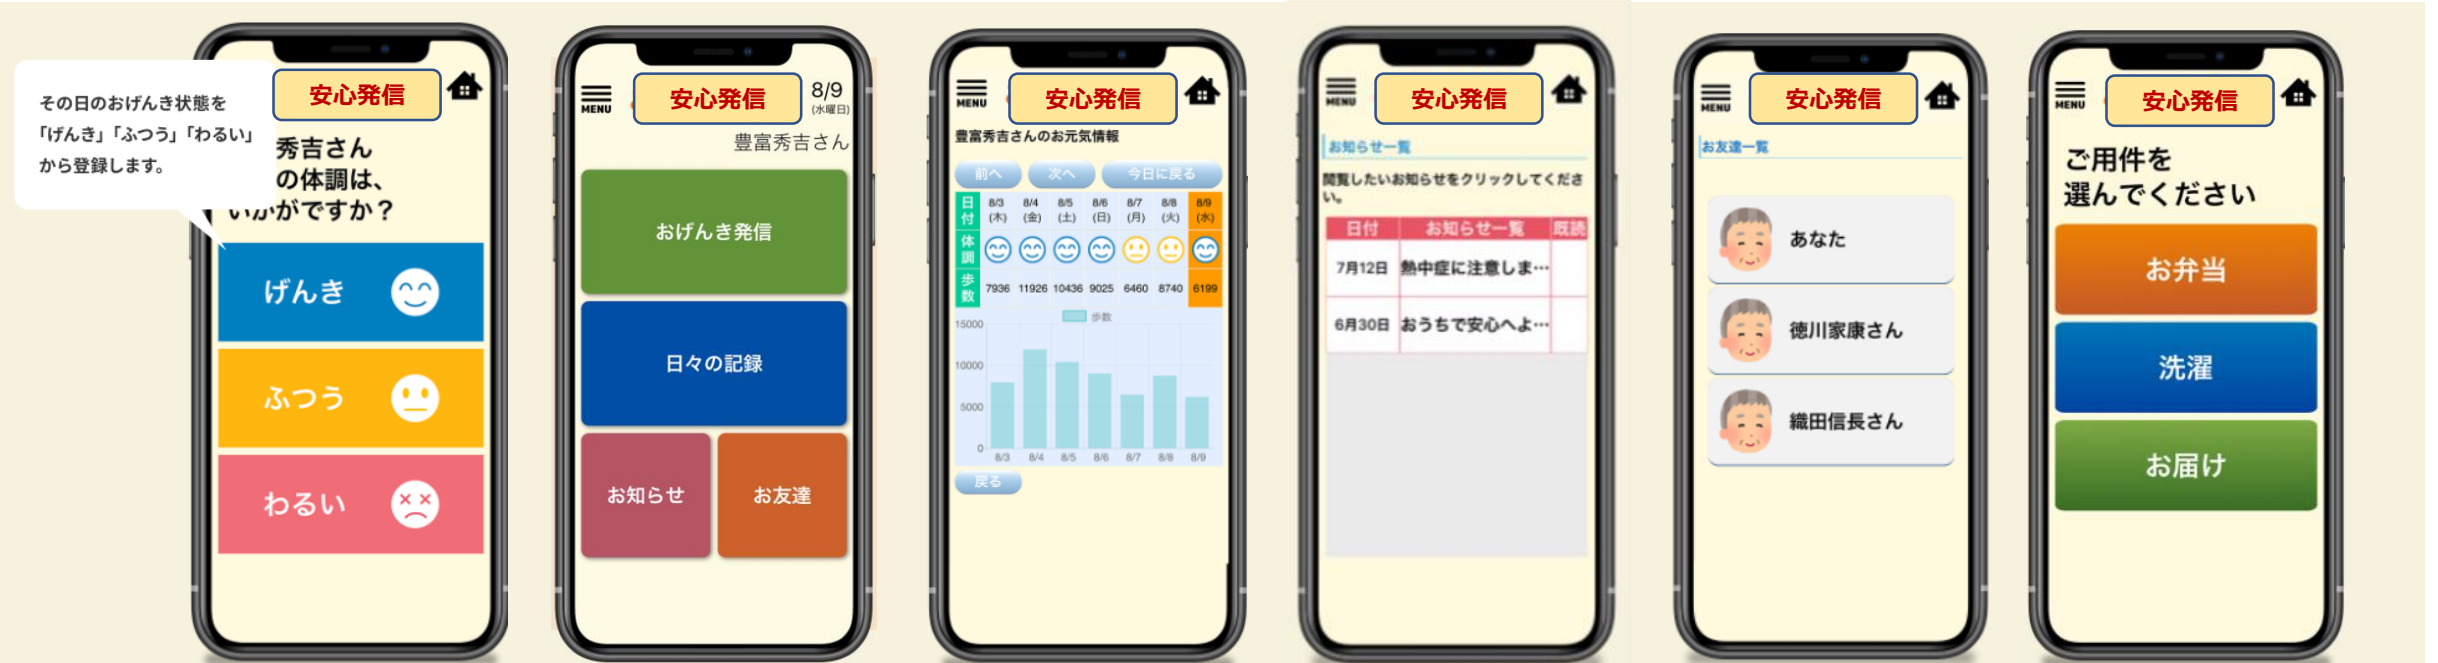 その日のおげんき状態を
「げんき」「ふつう」「わるい」
から登録します。
安心発信
秀吉さん
の体調は、
いかがですか？
げんき
ふつう
わるい
MENU
安心発信
8/9
(水曜日)
豊富秀吉さん
おげんき発信
日々の記録
お知らせ
お友達
MENU
安心発信
豊富秀吉さんのお元気情報
前へ 次へ 今日に戻る
日付 8/3 (木) 8/4 (金) 8/5 (土) 8/6 (日) 8/7 (月) 8/8 (火) 8/9 (水)
体調
歩数 7936 11926 10436 9025 6460 8740 6199
歩数
15000
10000
5000
0
8/3 8/4 8/5 8/6 8/7 8/8 8/9
戻る
MENU
安心発信
お知らせ一覧
閲覧したいお知らせをクリックしてくださ
い。
日付 お知らせ一覧 既読
7月12日 熱中症に注意しま…
6月30日 おうちで安心へよ…
MENU
安心発信
お友達一覧
あなた
徳川家康さん
織田信長さん
MENU
安心発信
ご用件を
選んでください
お弁当
洗濯
お届け